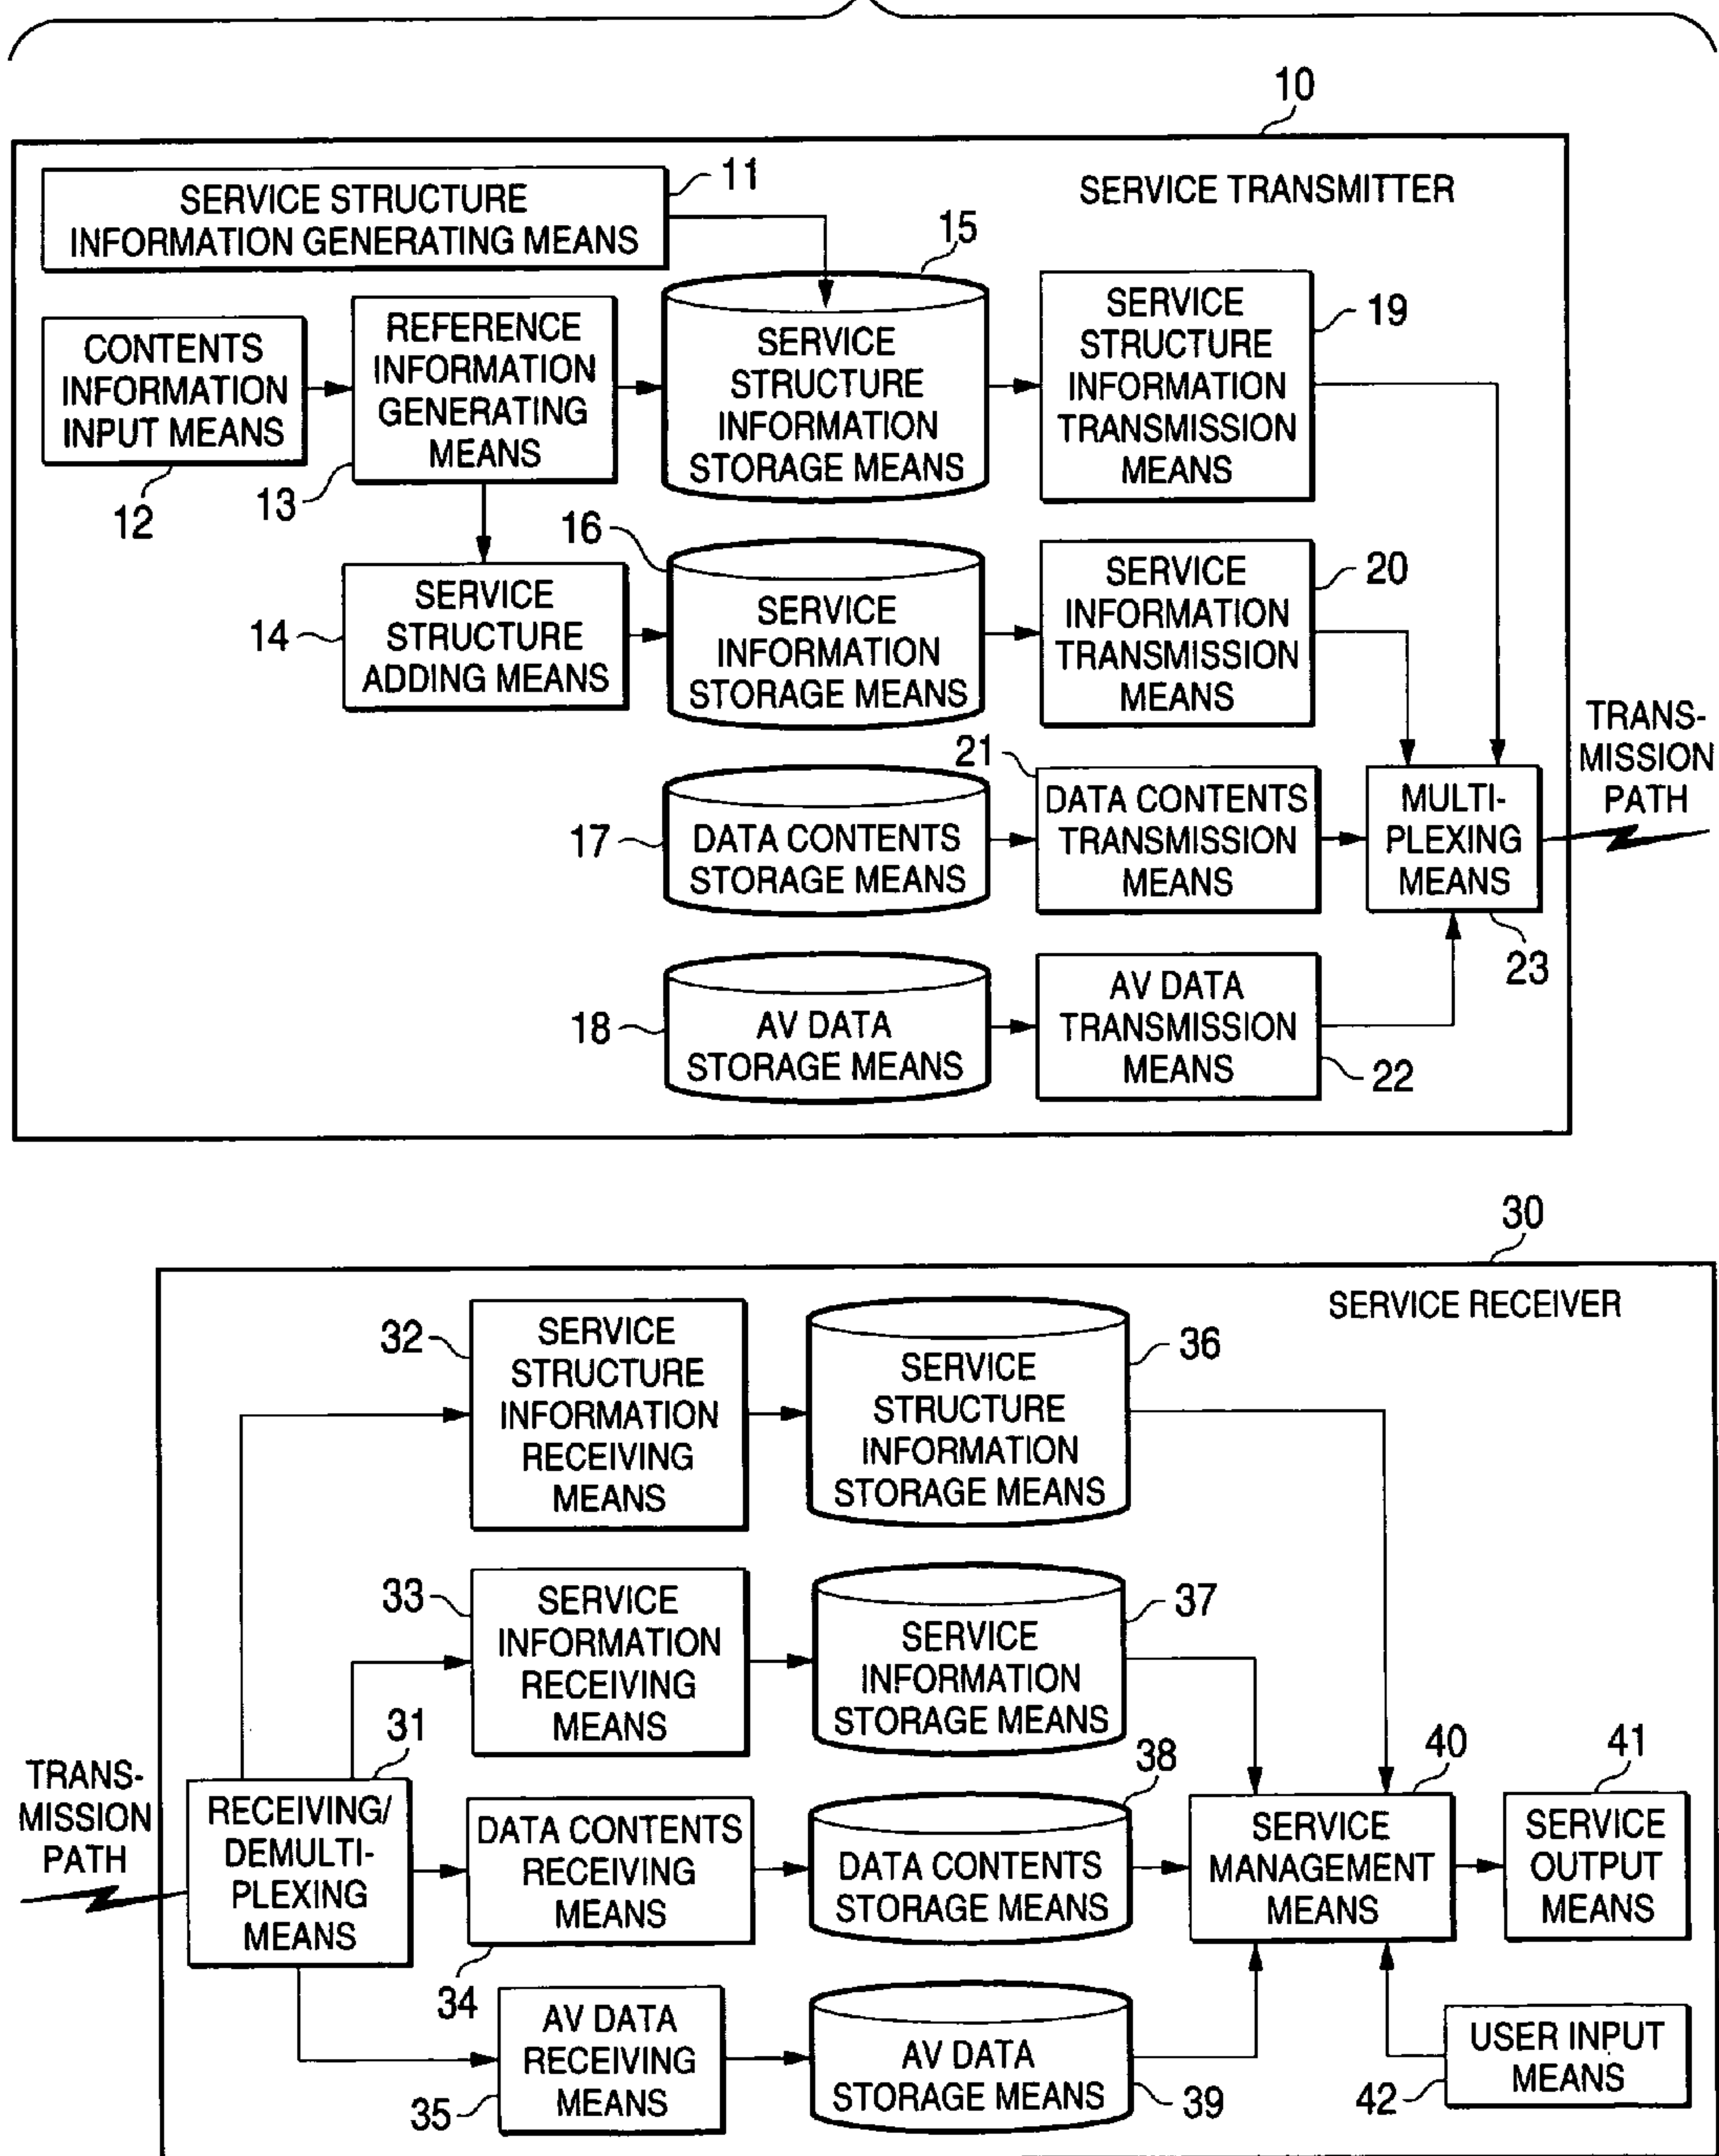 10
SERVICE TRANSMITTER
SERVICE STRUCTURE
INFORMATION GENERATING MEANS
11
CONTENTS
INFORMATION
INPUT MEANS
12
REFERENCE
INFORMATION
GENERATING
MEANS
13
15
SERVICE
STRUCTURE
INFORMATION
STORAGE MEANS
SERVICE
STRUCTURE
INFORMATION
TRANSMISSION
MEANS
19
14
SERVICE
STRUCTURE
ADDING MEANS
16
SERVICE
INFORMATION
STORAGE MEANS
SERVICE
INFORMATION
TRANSMISSION
MEANS
20
17
DATA CONTENTS
STORAGE MEANS
21
DATA CONTENTS
TRANSMISSION
MEANS
MULTI-
PLEXING
MEANS
23
TRANS-
MISSION
PATH
18
AV DATA
STORAGE MEANS
AV DATA
TRANSMISSION
MEANS
22
30
SERVICE RECEIVER
32
SERVICE
STRUCTURE
INFORMATION
RECEIVING
MEANS
SERVICE
STRUCTURE
INFORMATION
STORAGE MEANS
36
33
SERVICE
INFORMATION
RECEIVING
MEANS
SERVICE
INFORMATION
STORAGE MEANS
37
TRANS-
MISSION
PATH
31
RECEIVING/
DEMULTI-
PLEXING
MEANS
DATA CONTENTS
RECEIVING
MEANS
34
38
DATA CONTENTS
STORAGE MEANS
40
SERVICE
MANAGEMENT
MEANS
41
SERVICE
OUTPUT
MEANS
35
AV DATA
RECEIVING
MEANS
AV DATA
STORAGE MEANS
39
USER INPUT
MEANS
42